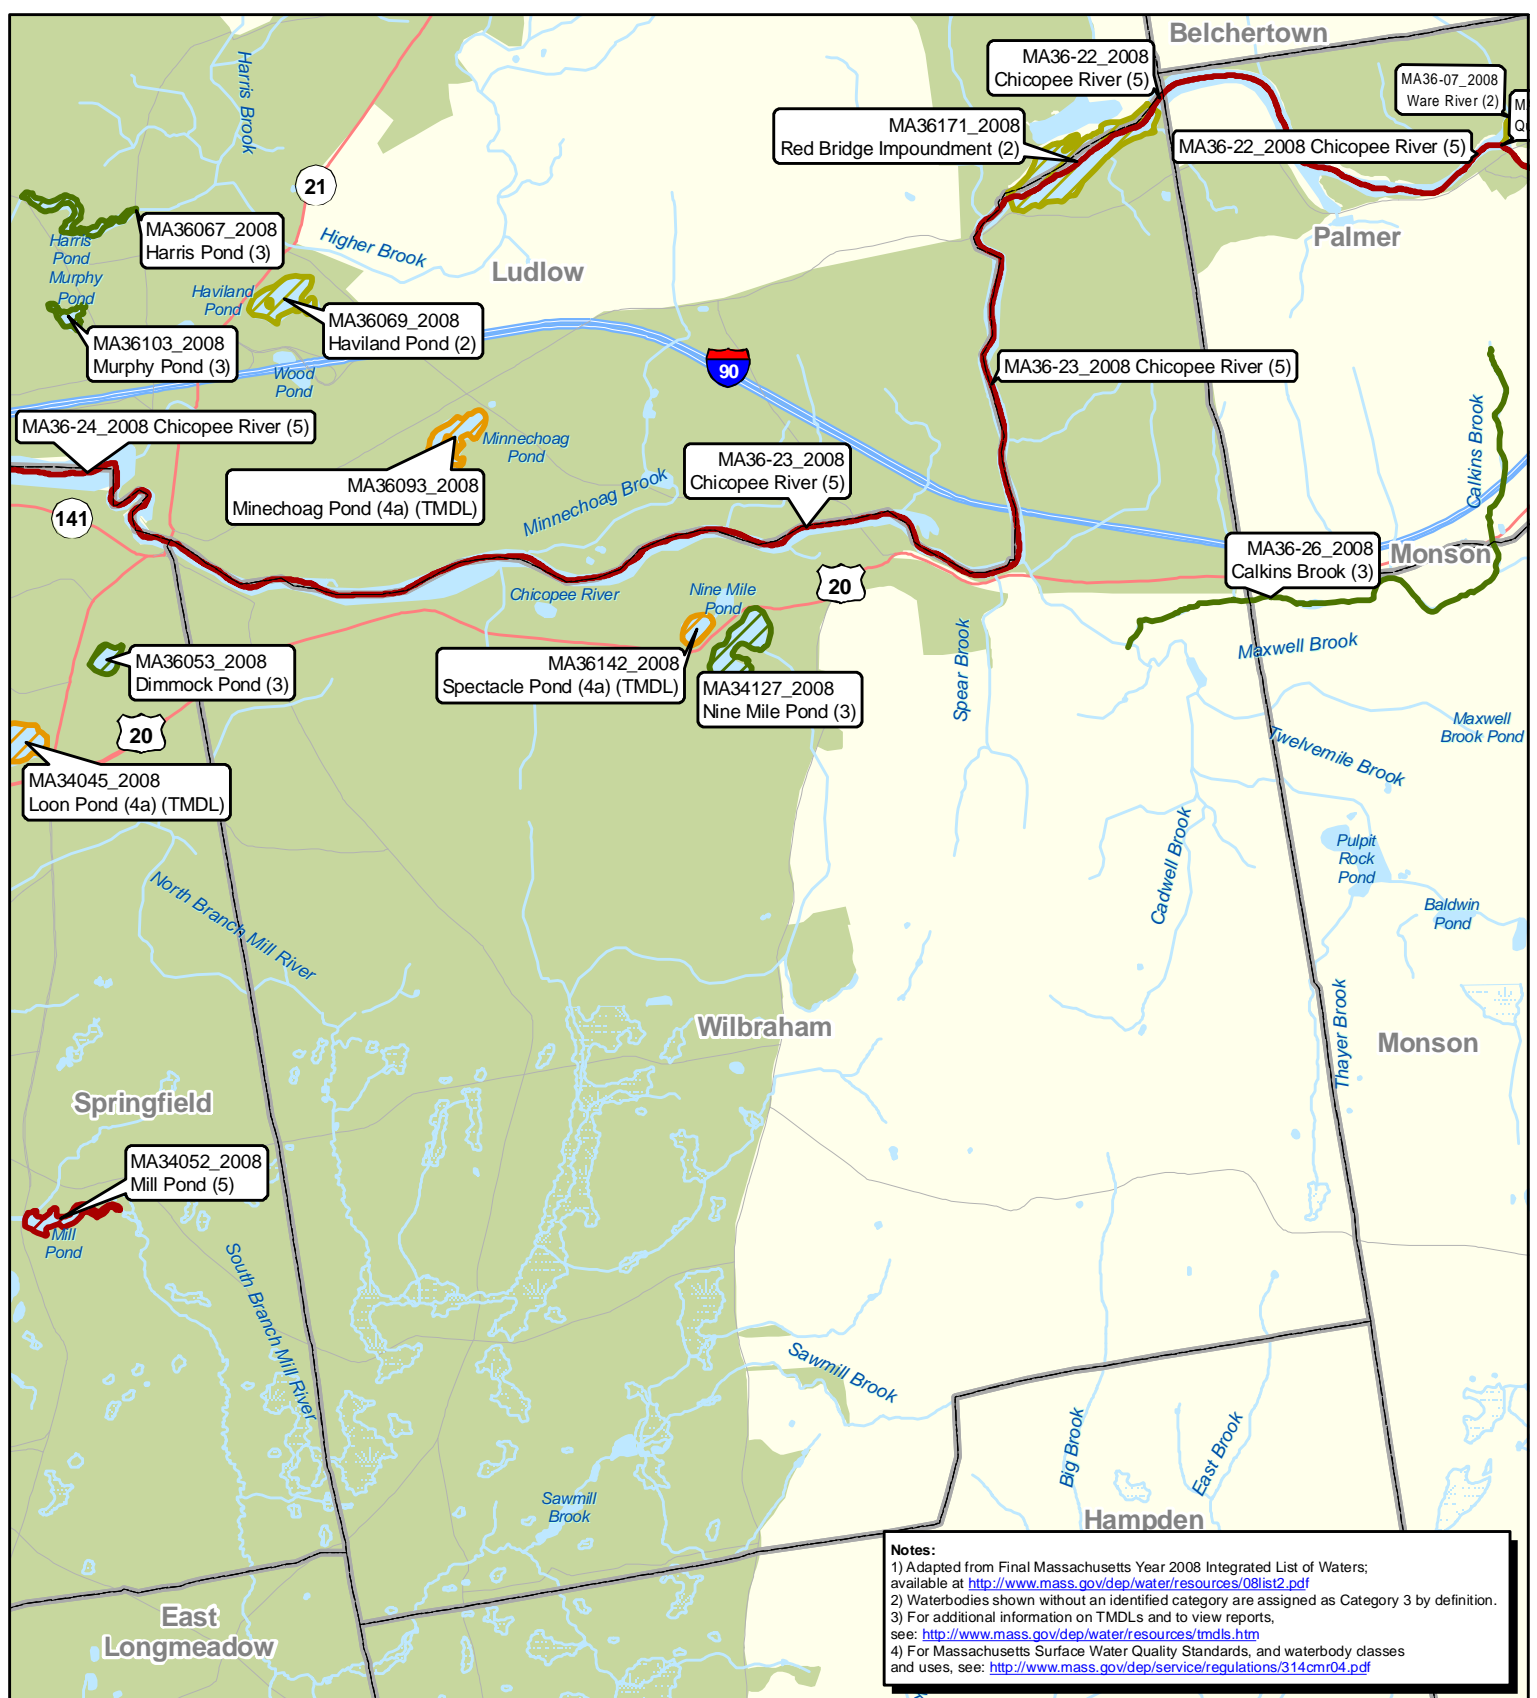 Belchertown
MA36-22_2008
Chicopee River (5)
MA36-07_2008
Ware River (2)
MA36171_2008
Red Bridge Impoundment (2)
MA36-22_2008 Chicopee River (5)
Harris Brook
21
MA36067_2008
Harris Pond (3)
Harris
Pond
Murphy
Pond
Higher Brook
Ludlow
Palmer
Haviland
Pond
MA36069_2008
Haviland Pond (2)
MA36103_2008
Murphy Pond (3)
Wood
Pond
90
MA36-23_2008 Chicopee River (5)
MA36-24_2008 Chicopee River (5)
Minnechoag
Pond
MA36093_2008
Minechoag Pond (4a) (TMDL)
MA36-23_2008
Chicopee River (5)
Calkins Brook
Minnechoag Brook
141
MA36-26_2008
Calkins Brook (3)
Monson
20
Chicopee River
Nine Mile
Pond
MA36053_2008
Dimmock Pond (3)
MA36142_2008
Spectacle Pond (4a) (TMDL)
MA34127_2008
Nine Mile Pond (3)
Spear Brook
Maxwell Brook
20
Maxwell
Brook Pond
Twelvemile Brook
MA34045_2008
Loon Pond (4a) (TMDL)
Cadwell Brook
Pulpit
Rock
Pond
Baldwin
Pond
North Branch Mill River
Wilbraham
Thayer Brook
Monson
Springfield
MA34052_2008
Mill Pond (5)
Mill
Pond
South Branch Mill River
Sawmill Brook
Big Brook
East Brook
Sawmill
Brook
Hampden
East
Longmeadow
Notes:
1) Adapted from Final Massachusetts Year 2008 Integrated List of Waters;
available at http://www.mass.gov/dep/water/resources/08list2.pdf
2) Waterbodies shown without an identified category are assigned as Category 3 by definition.
3) For additional information on TMDLs and to view reports,
see: http://www.mass.gov/dep/water/resources/tmdls.htm
4) For Massachusetts Surface Water Quality Standards, and waterbody classes
and uses, see: http://www.mass.gov/dep/service/regulations/314cmr04.pdf